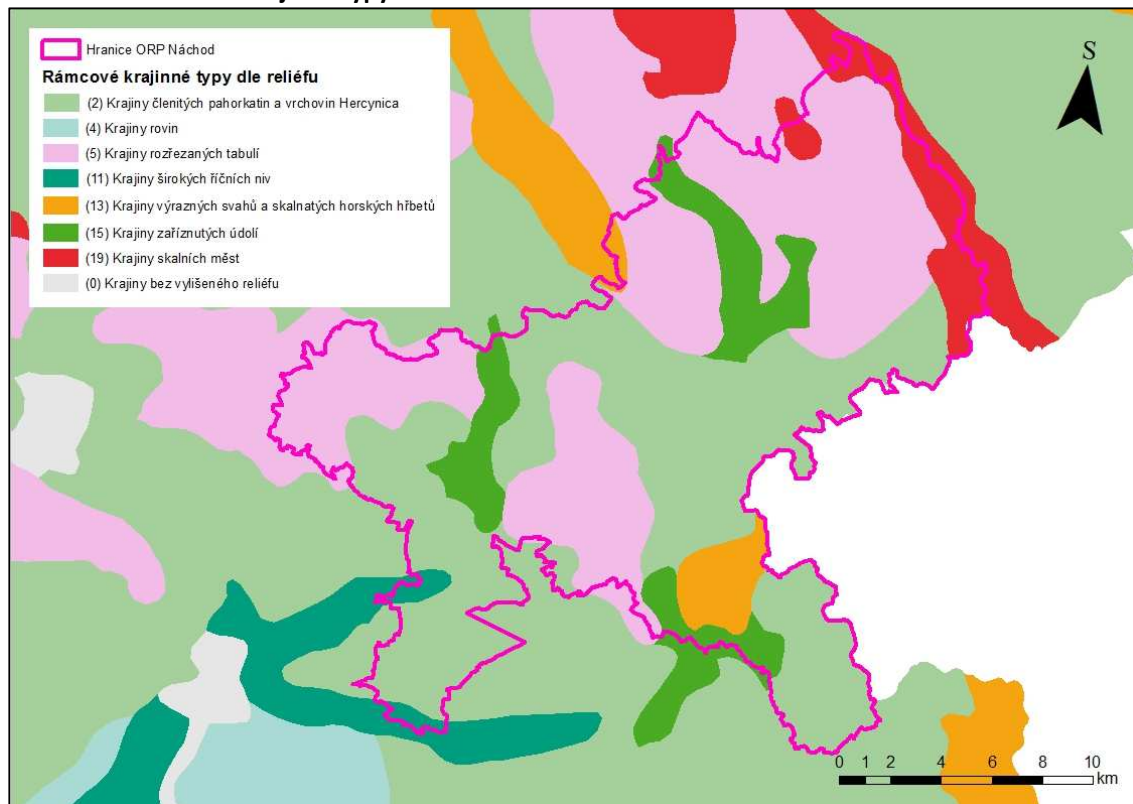 Hranice ORP Náchod
Rámcové krajinné typy dle reliéfu
(2) Krajiny členitých pahorkatin a vrchovin Hercynica
(4) Krajiny rovin
(5) Krajiny rozřezaných tabulí
(11) Krajiny širokých říčních niv
(13) Krajiny výrazných svahů a skalnatých horských hřbetů
(15) Krajiny zaříznutých údolí
(19) Krajiny skalních měst
(0) Krajiny bez vylišeného reliéfu
S
0 1 2 4 6 8 10
km